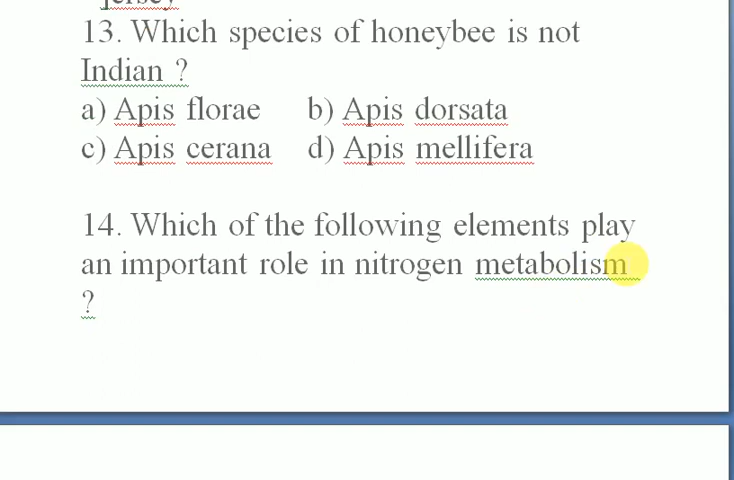 jersey
13. Which species of honeybee is not
Indian ?
a) Apis florae b) Apis dorsata
c) Apis cerana d) Apis mellifera
14. Which of the following elements play
an important role in nitrogen metabolism
?